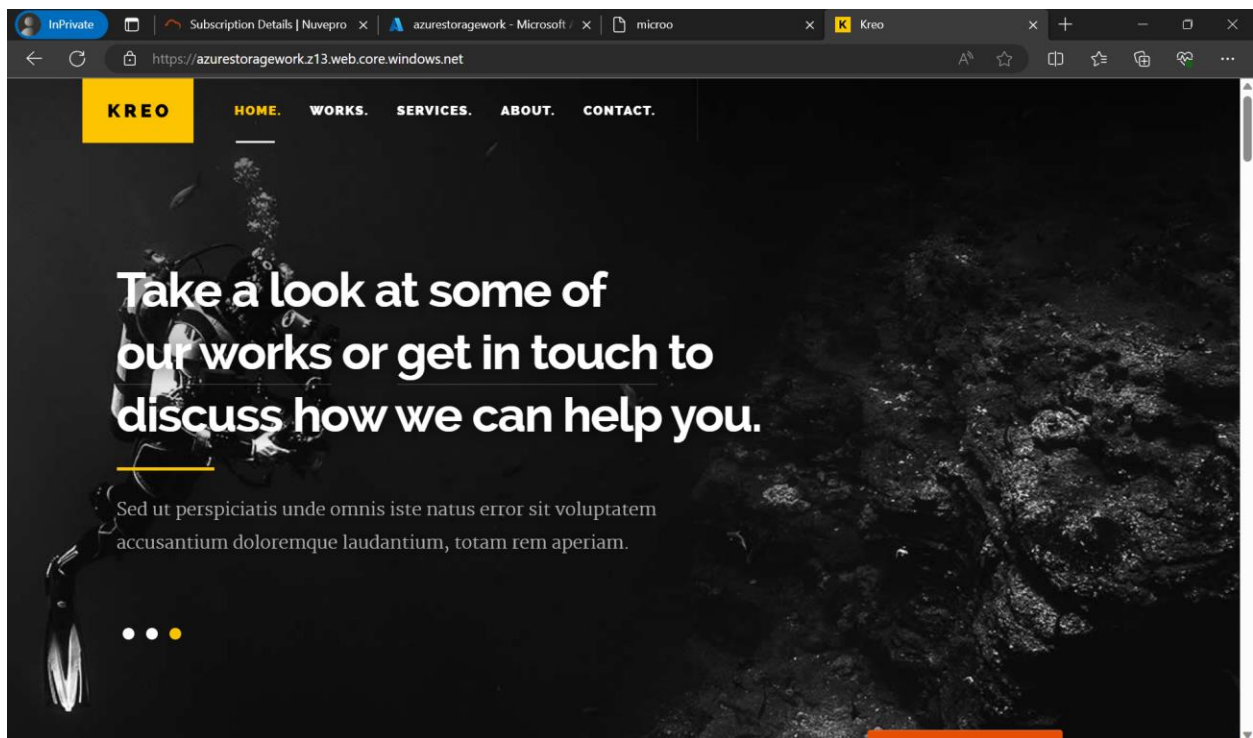 InPrivate
Subscription Details | Nuvepro
azurestoragework - Microsoft
microo
K Kreo
https://azurestoragework.z13.web.core.windows.net
KREO
HOME.
WORKS.
SERVICES.
ABOUT.
CONTACT.
Take a look at some of
our works or get in touch to
discuss how we can help you.
Sed ut perspiciatis unde omnis iste natus error sit voluptatem
accusantium doloremque laudantium, totam rem aperiam.